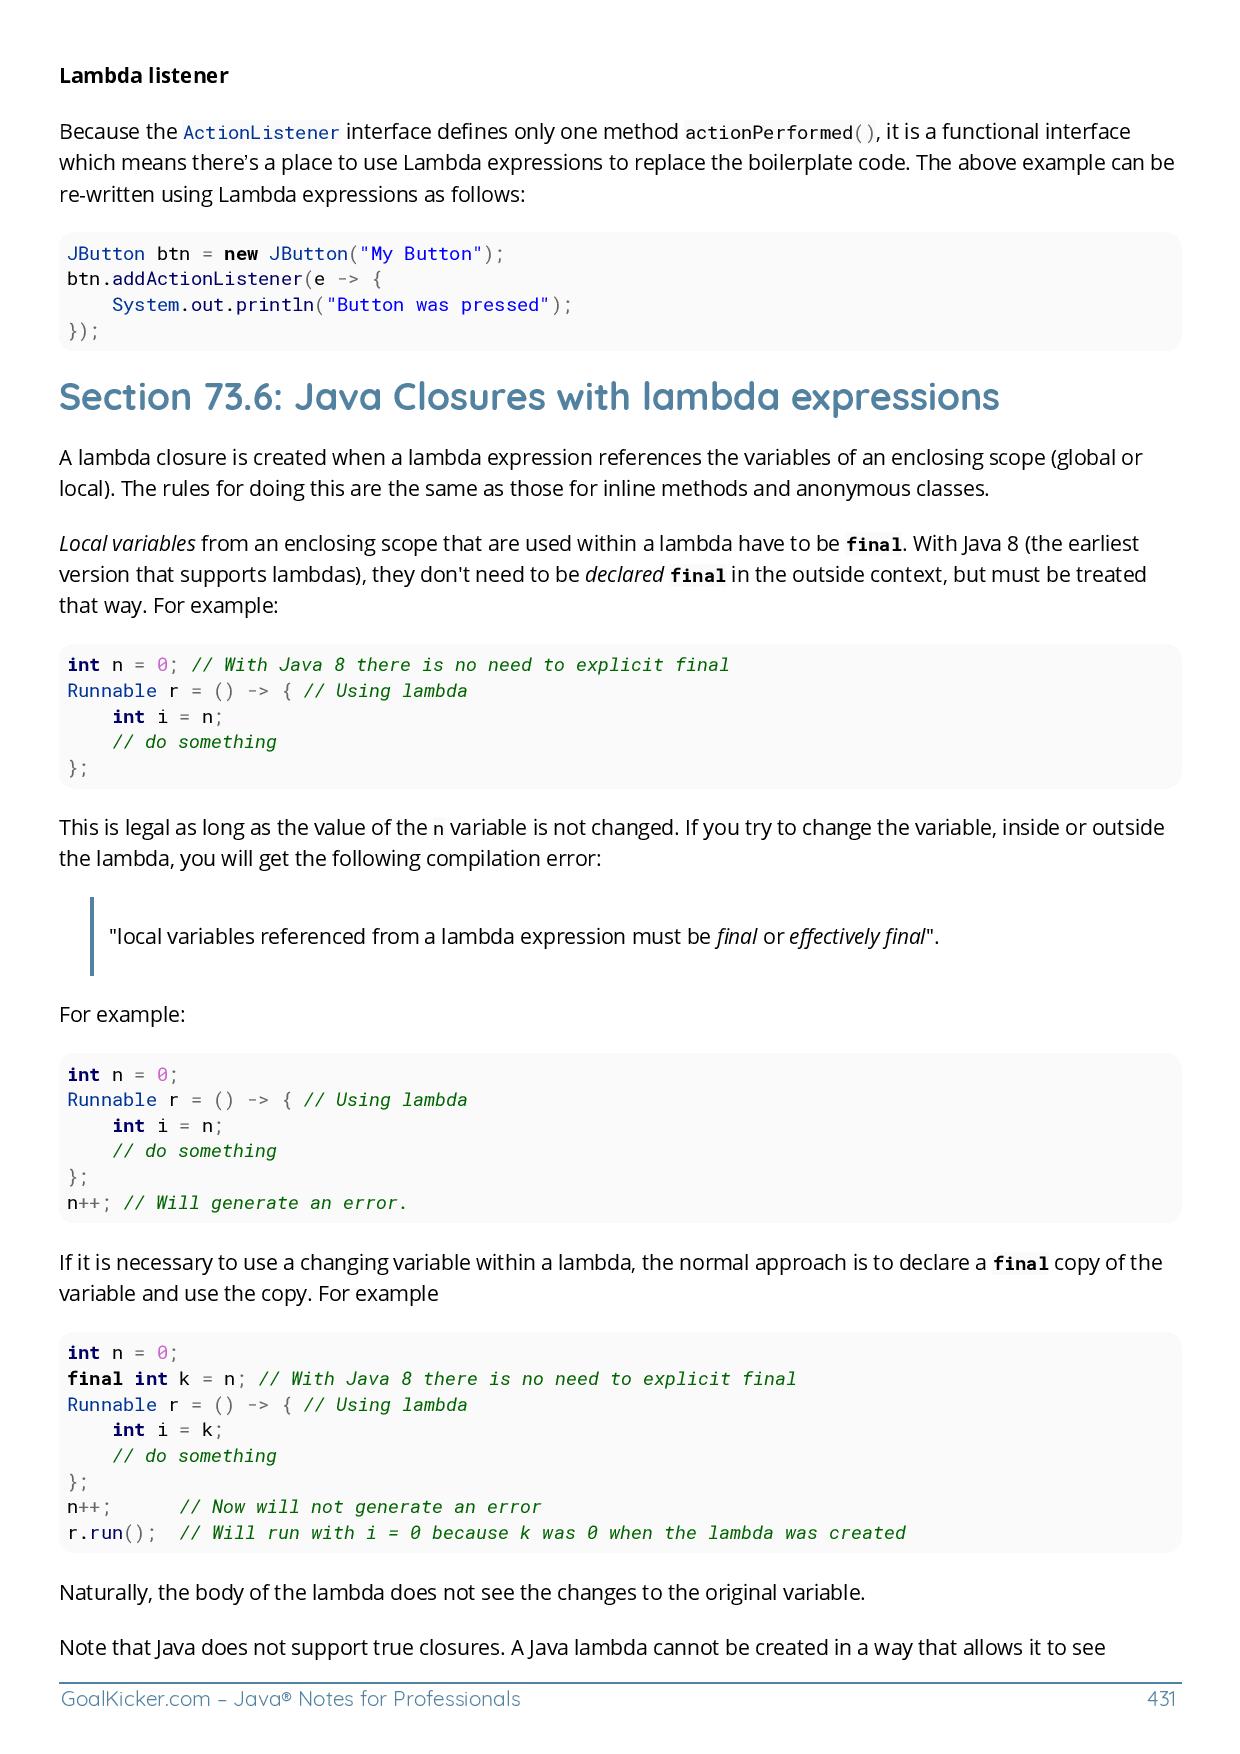 Lambda listener
Because the ActionListener interface defines only one method actionPerformed(), it is a functional interface
which means there's a place to use Lambda expressions to replace the boilerplate code. The above example can be
re-written using Lambda expressions as follows:
JButton btn = new JButton("My Button");
btn.addActionListener(e -> {
    System.out.println("Button was pressed");
});
Section 73.6: Java Closures with lambda expressions
A lambda closure is created when a lambda expression references the variables of an enclosing scope (global or
local). The rules for doing this are the same as those for inline methods and anonymous classes.
Local variables from an enclosing scope that are used within a lambda have to be final. With Java 8 (the earliest
version that supports lambdas), they don't need to be declared final in the outside context, but must be treated
that way. For example:
int n = 0; // With Java 8 there is no need to explicit final
Runnable r = () -> { // Using lambda
    int i = n;
    // do something
};
This is legal as long as the value of the n variable is not changed. If you try to change the variable, inside or outside
the lambda, you will get the following compilation error:
"local variables referenced from a lambda expression must be final or effectively final".
For example:
int n = 0;
Runnable r = () -> { // Using lambda
    int i = n;
    // do something
};
n++; // Will generate an error.
If it is necessary to use a changing variable within a lambda, the normal approach is to declare a final copy of the
variable and use the copy. For example
int n = 0;
final int k = n; // With Java 8 there is no need to explicit final
Runnable r = () -> { // Using lambda
    int i = k;
    // do something
};
n++;      // Now will not generate an error
r.run();  // Will run with i = 0 because k was 0 when the lambda was created
Naturally, the body of the lambda does not see the changes to the original variable.
Note that Java does not support true closures. A Java lambda cannot be created in a way that allows it to see
GoalKicker.com – Java® Notes for Professionals 431